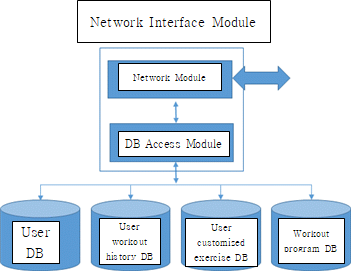 Network Interface Module
Network Module
DB Access Module
User
DB
User
workout
history DB
User
customized
exercise DB
Workout
program DB